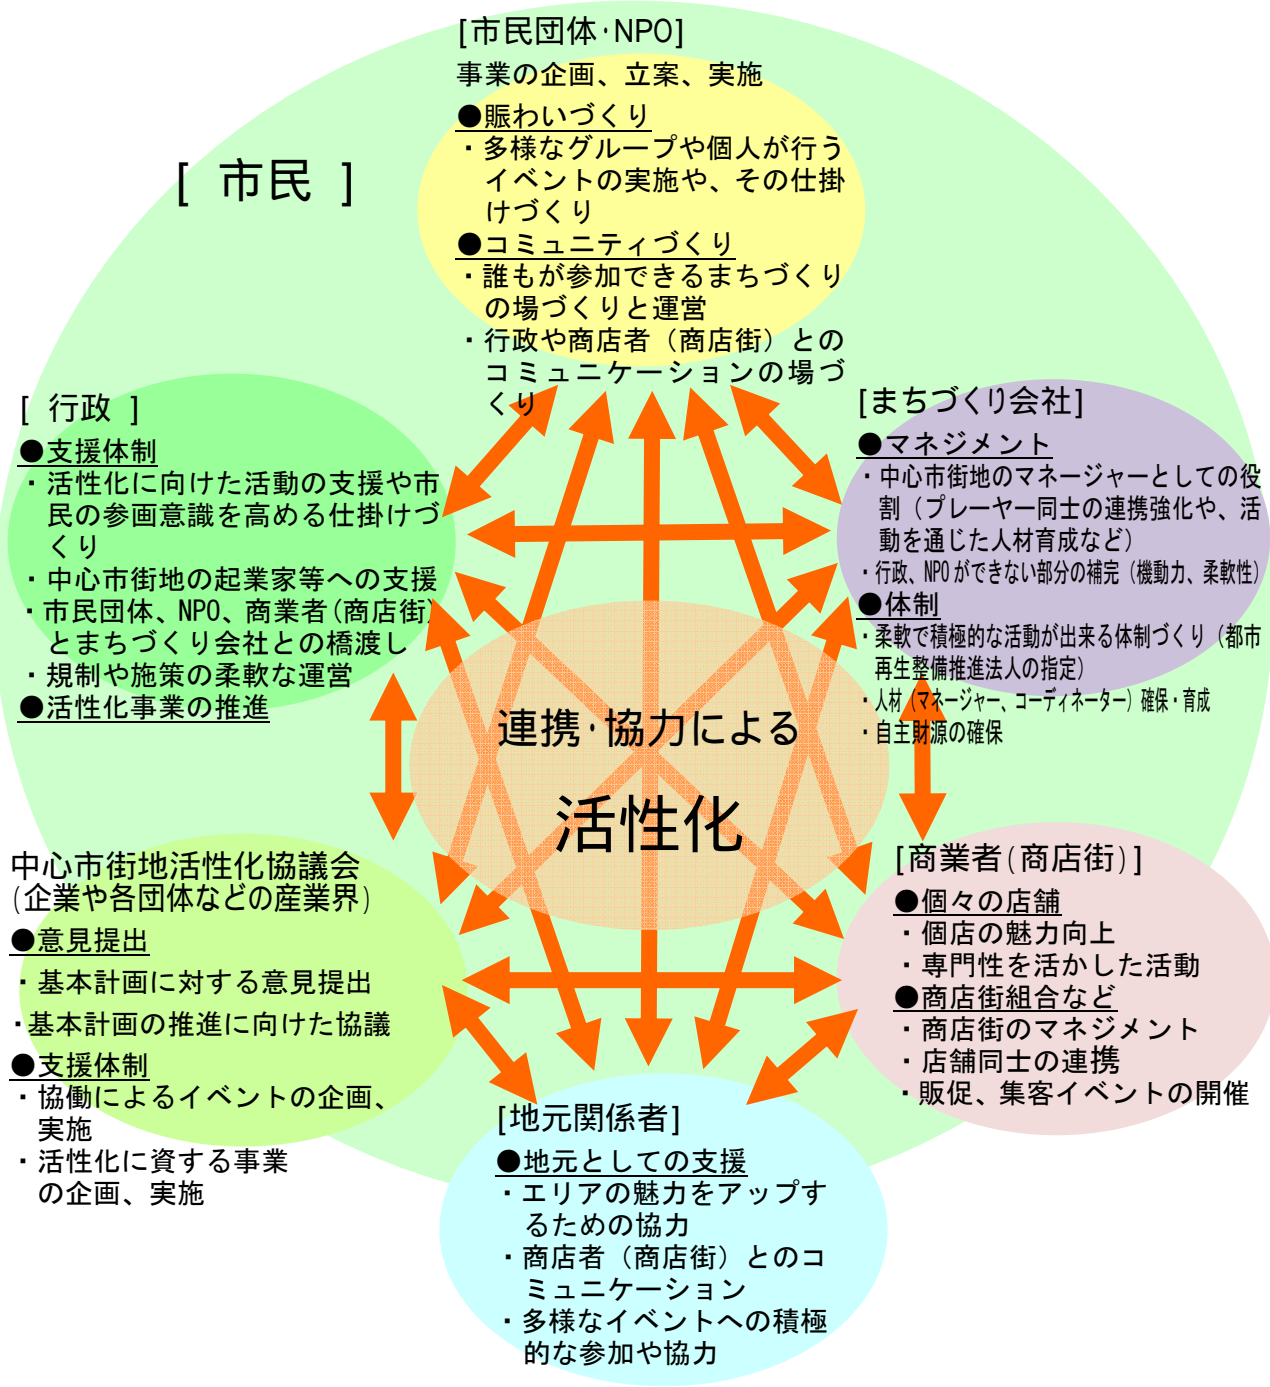 [市民団体・NPO]
事業の企画、立案、実施
●賑わいづくり
・多様なグループや個人が行う
イベントの実施や、その仕掛
けづくり
●コミュニティづくり
・誰もが参加できるまちづくり
の場づくりと運営
・行政や商店者（商店街）との
コミュニケーションの場づ
くり
[ 市民 ]
[ 行政 ]
●支援体制
・活性化に向けた活動の支援や市
民の参画意識を高める仕掛けづ
くり
・中心市街地の起業家等への支援
・市民団体、NPO、商業者(商店街)
とまちづくり会社との橋渡し
・規制や施策の柔軟な運営
●活性化事業の推進
[まちづくり会社]
●マネジメント
・中心市街地のマネージャーとしての役
割（プレーヤー同士の連携強化や、活
動を通じた人材育成など）
・行政、NPOができない部分の補完（機動力、柔軟性）
●体制
・柔軟で積極的な活動が出来る体制づくり（都市
再生整備推進法人の指定）
・人材（マネージャー、コーディネーター）確保・育成
・自主財源の確保
連携・協力による
活性化
中心市街地活性化協議会
(企業や各団体などの産業界)
●意見提出
・基本計画に対する意見提出
・基本計画の推進に向けた協議
●支援体制
・協働によるイベントの企画、
実施
・活性化に資する事業
の企画、実施
[商業者(商店街)]
●個々の店舗
・個店の魅力向上
・専門性を活かした活動
●商店街組合など
・商店街のマネジメント
・店舗同士の連携
・販促、集客イベントの開催
[地元関係者]
●地元としての支援
・エリアの魅力をアップす
るための協力
・商店者（商店街）とのコ
ミュニケーション
・多様なイベントへの積極
的な参加や協力